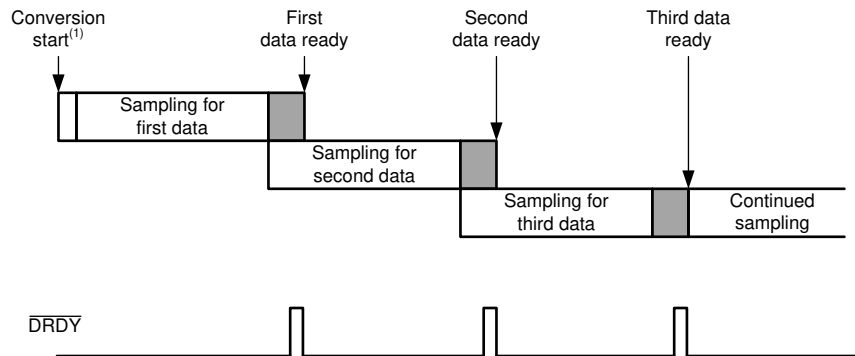 Conversion
start(1)
First
data ready
Second
data ready
Third data
ready
Sampling for
first data
Sampling for
second data
Sampling for
third data
Continued
sampling
DRDY